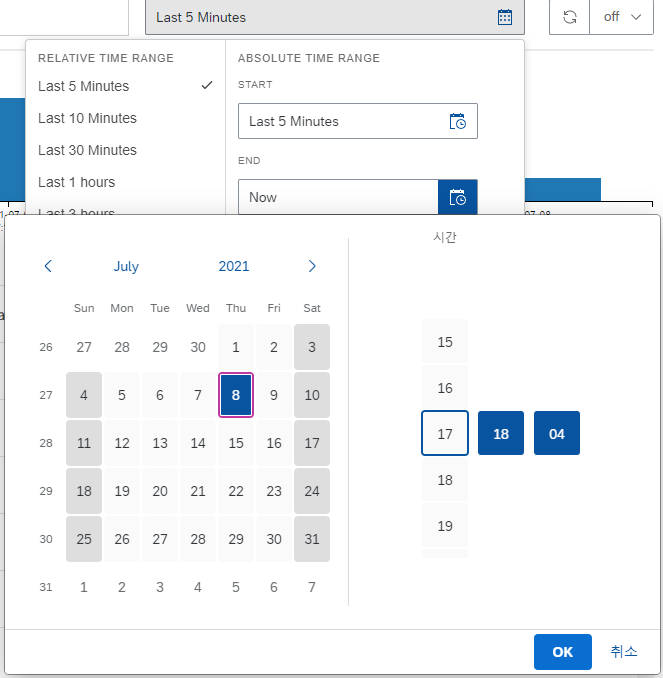 Last 5 Minutes
off
RELATIVE TIME RANGE
ABSOLUTE TIME RANGE
Last 5 Minutes
START
Last 10 Minutes
Last 5 Minutes
Last 30 Minutes
END
Last 1 hours
Now
Last 3 hours
07-08
시간
July 2021
Sun Mon Tue Wed Thu Fri Sat
26 27 28 29 30 1 2 3
27 4 5 6 7 8 9 10
28 11 12 13 14 15 16 17
29 18 19 20 21 22 23 24
30 25 26 27 28 29 30 31
31 1 2 3 4 5 6 7
15
16
17 18 04
18
19
OK 취소